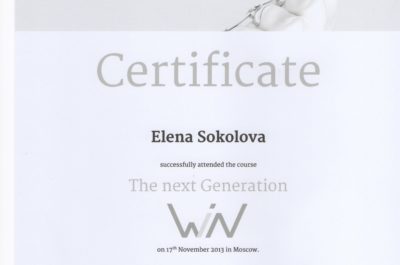 Certificate
Elena Sokolova
successfully attended the course
The next Generation
WiN
on 17th November 2013 in Moscow.